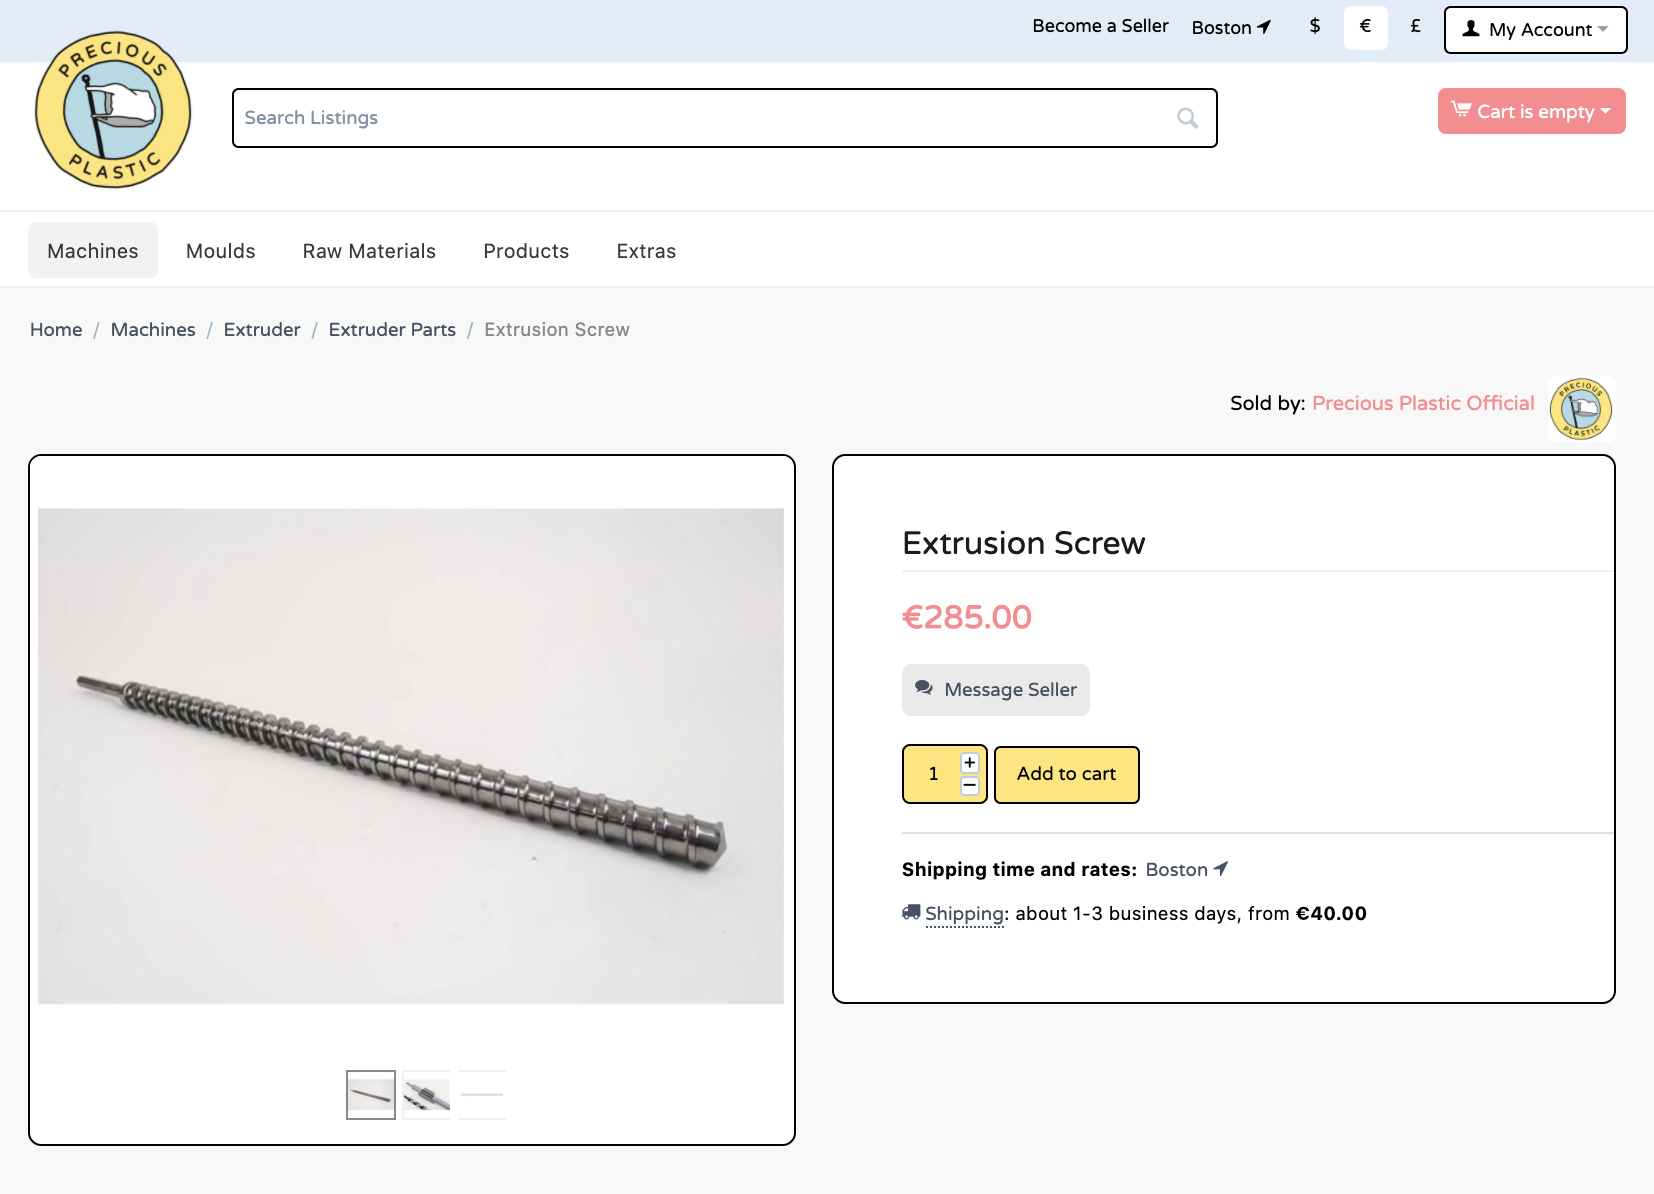 Become a Seller Boston $ € £ My Account
PRECIOUS
PLASTIC
Search Listings
Cart is empty
Machines Moulds Raw Materials Products Extras
Home / Machines / Extruder / Extruder Parts / Extrusion Screw
Sold by: Precious Plastic Official
PRECIOUS
PLASTIC
Extrusion Screw
€285.00
Message Seller
1 + −
Add to cart
Shipping time and rates: Boston
Shipping: about 1-3 business days, from €40.00